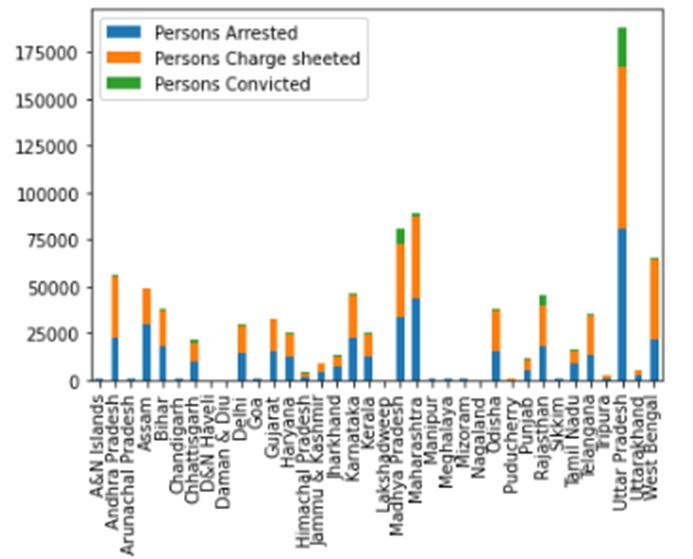 Persons Arrested
Persons Charge sheeted
Persons Convicted
175000
150000
125000
100000
75000
50000
25000
0
A&N Islands
Andhra Pradesh
Arunachal Pradesh
Assam
Bihar
Chandigarh
Chhattisgarh
D&N Haveli
Daman & Diu
Delhi
Goa
Gujarat
Haryana
Himachal Pradesh
Jammu & Kashmir
Jharkhand
Karnataka
Kerala
Lakshadweep
Madhya Pradesh
Maharashtra
Manipur
Meghalaya
Mizoram
Nagaland
Odisha
Puducherry
Punjab
Rajasthan
Sikkim
Tamil Nadu
Telangana
Tripura
Uttar Pradesh
Uttarakhand
West Bengal